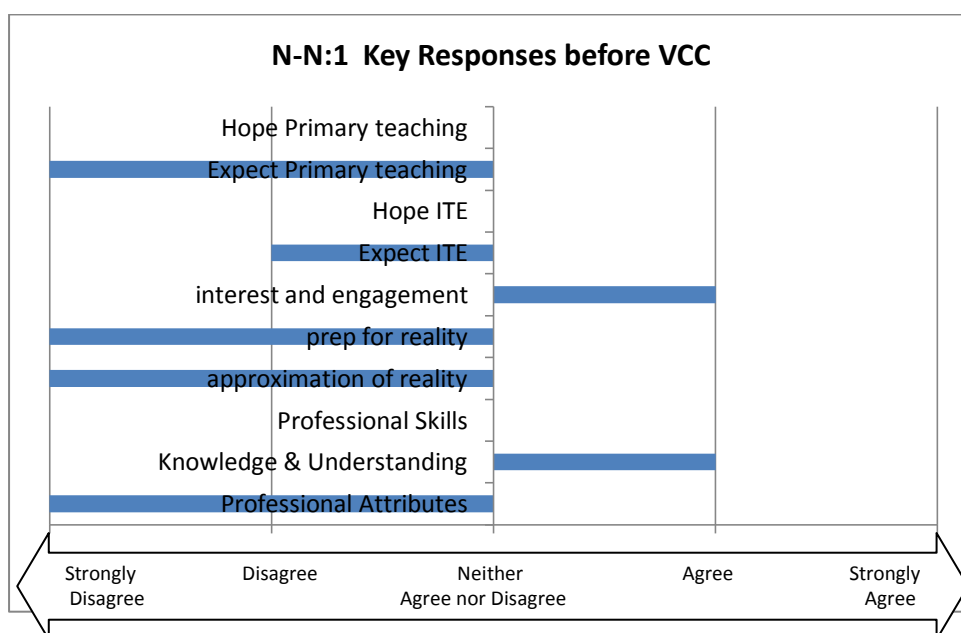 N-N:1 Key Responses before VCC
Hope Primary teaching
Expect Primary teaching
Hope ITE
Expect ITE
interest and engagement
prep for reality
approximation of reality
Professional Skills
Knowledge & Understanding
Professional Attributes
Strongly Disagree Neither Agree Strongly
Disagree Agree nor Disagree Agree